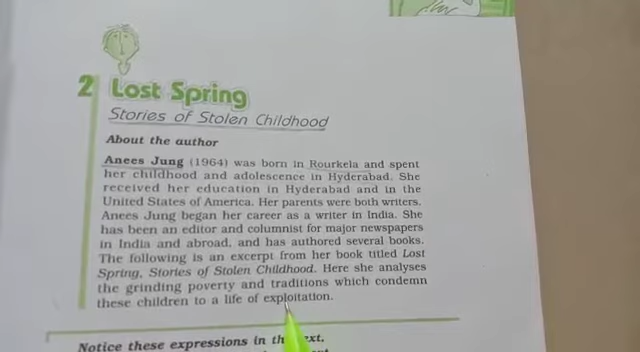 2 Lost Spring
Stories of Stolen Childhood
About the author
Anees Jung (1964) was born in Rourkela and spent
her childhood and adolescence in Hyderabad. She
received her education in Hyderabad and in the
United States of America. Her parents were both writers.
Anees Jung began her career as a writer in India. She
has been an editor and columnist for major newspapers
in India and abroad, and has authored several books.
The following is an excerpt from her book titled Lost
Spring, Stories of Stolen Childhood. Here she analyses
the grinding poverty and traditions which condemn
these children to a life of exploitation.
Notice these expressions in